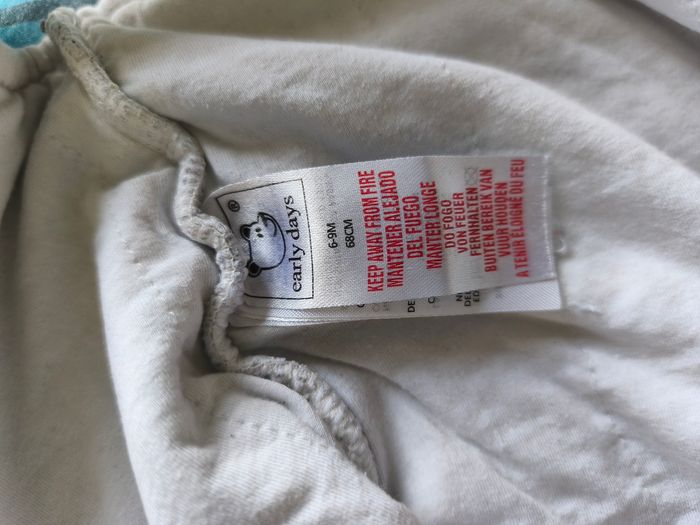 ®
early days
6-9M
68CM
KEEP AWAY FROM FIRE
MANTENER ALEJADO
DEL FUEGO
MANTER LONGE
DO FOGO
VON FEUER
FERNHALTEN
BUITEN BEREIK VAN
VUUR HOUDEN
A TENIR ÉLOIGNÉ DU FEU